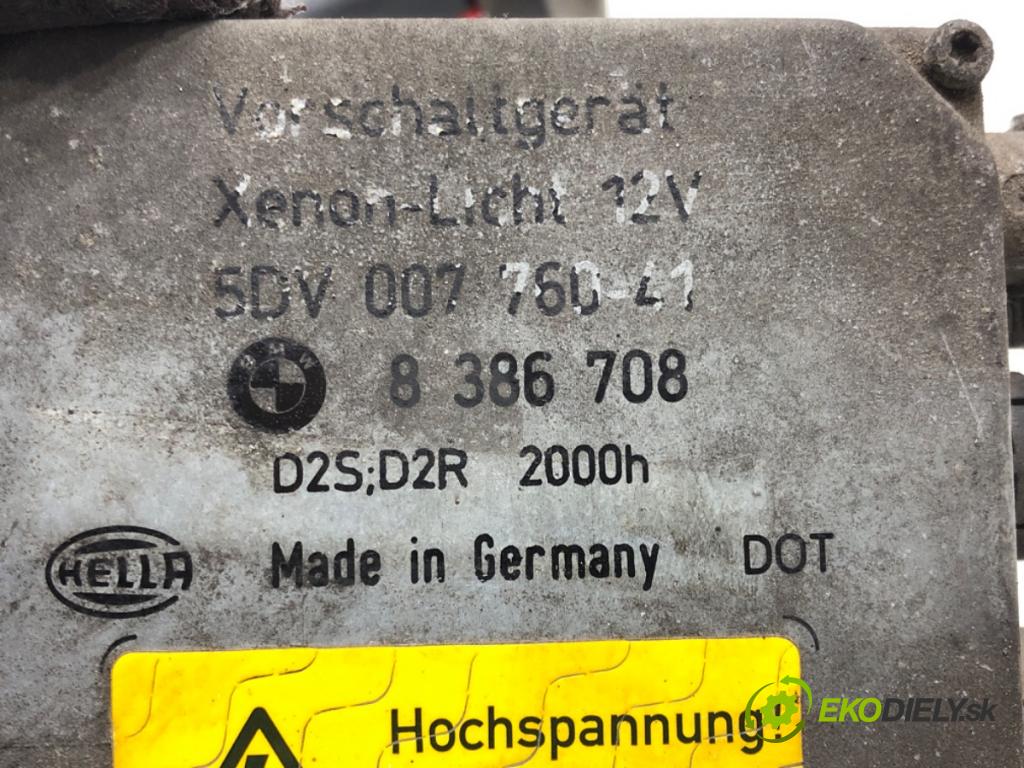 Vorschaltgerät
Xenon-Licht 12V
5DV 007 760-41
BMW 8 386 708
D2S;D2R 2000h
HELLA Made in Germany DOT
Hochspannung!
EKODIELY.sk